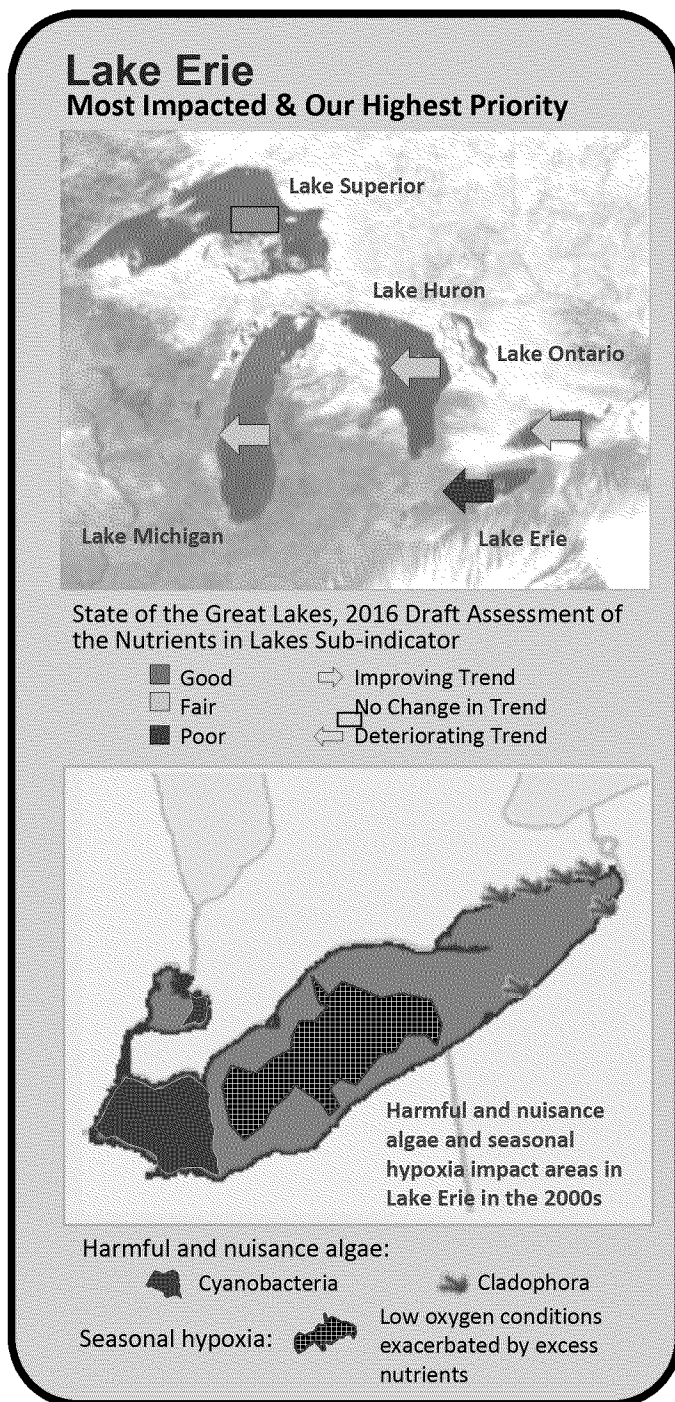 Lake Erie
Most Impacted & Our Highest Priority
Lake Superior
Lake Huron
Lake Ontario
Lake Michigan
Lake Erie
State of the Great Lakes, 2016 Draft Assessment of
the Nutrients in Lakes Sub-indicator
Good
Improving Trend
Fair
No Change in Trend
Poor
Deteriorating Trend
Harmful and nuisance
algae and seasonal
hypoxia impact areas in
Lake Erie in the 2000s
Harmful and nuisance algae:
Cyanobacteria
Cladophora
Seasonal hypoxia:
Low oxygen conditions
exacerbated by excess
nutrients